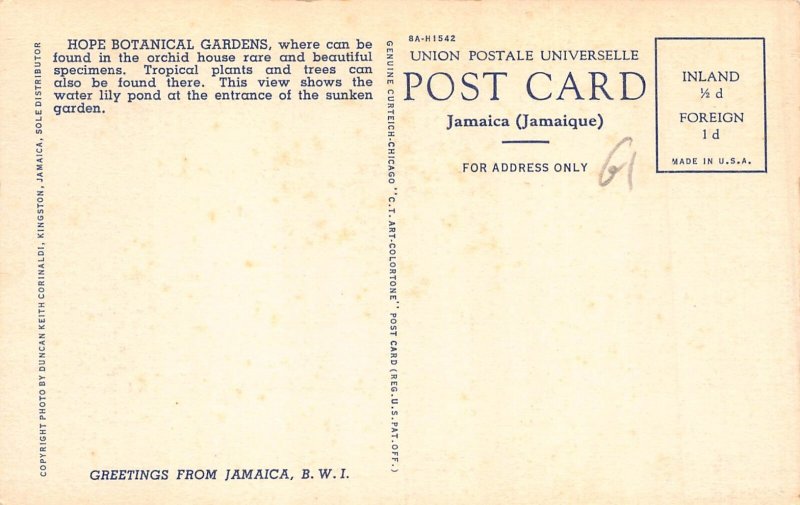 COPYRIGHT PHOTO BY DUNCAN KEITH CORINALDI, KINGSTON, JAMAICA, SOLE DISTRIBUTOR
HOPE BOTANICAL GARDENS, where can be
found in the orchid house rare and beautiful
specimens. Tropical plants and trees can
also be found there. This view shows the
water lily pond at the entrance of the sunken
garden.
GREETINGS FROM JAMAICA, B. W. I.
GENUINE CURTEICH-CHICAGO "C.T. ART-COLORTONE" POST CARD (REG. U.S. PAT. OFF.)
8A-H1542
UNION POSTALE UNIVERSELLE
POST CARD
Jamaica (Jamaique)
FOR ADDRESS ONLY
61
INLAND
½ d
FOREIGN
1 d
MADE IN U.S.A.